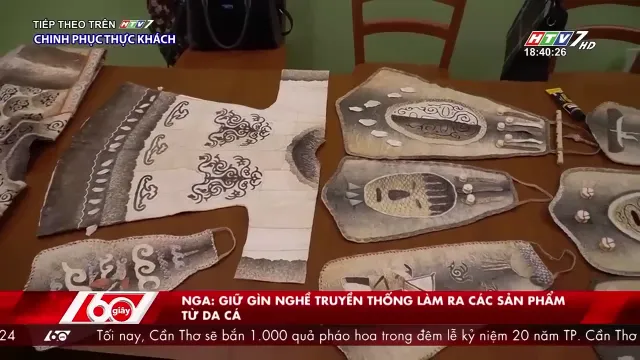 TIẾP THEO TRÊN HTV7
CHINH PHỤC THỰC KHÁCH
HTV7 HD
18:40:26
60 giây
NGA: GIỮ GÌN NGHỀ TRUYỀN THỐNG LÀM RA CÁC SẢN PHẨM
TỪ DA CÁ
24
Tối nay, Cần Thơ sẽ bắn 1.000 quả pháo hoa trong đêm lễ kỷ niệm 20 năm TP. Cần Thơ